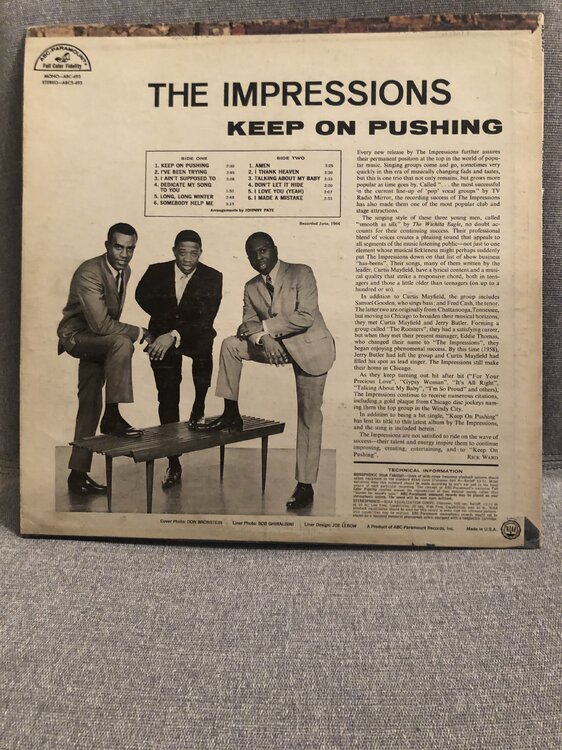 ABC-PARAMOUNT
Full Color Fidelity
MONO—ABC-493
STEREO—ABCS-493
THE IMPRESSIONS
KEEP ON PUSHING
SIDE ONE
1. KEEP ON PUSHING
2. I'VE BEEN TRYING
3. I AIN'T SUPPOSED TO
4. DEDICATE MY SONG
TO YOU
5. LONG, LONG WINTER
6. SOMEBODY HELP ME
SIDE TWO
1. AMEN
2. I THANK HEAVEN
3. TALKING ABOUT MY BABY
4. DON'T LET IT HIDE
5. I LOVE YOU (YEAH)
6. I MADE A MISTAKE
Arrangements by JOHNNY PATE
Recorded June, 1964
Every new release by The Impressions further assures
their permanent position at the top in the world of popu-
lar music. Singing groups come and go, sometimes very
quickly in this era of musically changing fads and tastes,
but this is one trio that not only remains, but grows more
popular as time goes by. Called ". . . the most successful
in the current line-up of 'pop' vocal groups" by TV
Radio Mirror, the recording success of The Impressions
has also made them one of the most popular club and
stage attractions.
The singing style of these three young men, called
"smooth as silk" by The Wichita Eagle, no doubt ac-
counts for their continuing success. Their professional
blend of voices creates a pleasing sound that appeals to
all segments of the music listening public—not just to one
element whose musical fickleness might perhaps suddenly
put The Impressions down on that list of show business
"has-beens". Their songs, many of them written by the
leader, Curtis Mayfield, have a lyrical content and a musi-
cal quality that strike a responsive chord, both in teen-
agers and those a little older than teenagers (on up to a
hundred or so).
In addition to Curtis Mayfield, the group includes
Samuel Gooden, who sings bass; and Fred Cash, the tenor.
The latter two are originally from Chattanooga, Tennessee,
but moving to Chicago to broaden their musical horizons,
they met Curtis Mayfield and Jerry Butler. Forming a
group called "The Roosters", they had a satisfying career,
but when they met their present manager, Eddie Thomas,
who changed their name to "The Impressions", they
began enjoying phenomenal success. By this time (1958),
Jerry Butler had left the group and Curtis Mayfield had
filled his spot as lead singer. The Impressions still make
their home in Chicago.
As they keep turning out hit after hit ("For Your
Precious Love", "Gypsy Woman", "It's All Right",
"Talking About My Baby", "I'm So Proud" and others),
The Impressions continue to receive numerous citations,
including a gold plaque from Chicago disc jockeys nam-
ing them the top group in the Windy City.
In addition to being a hit single, "Keep On Pushing"
has lent its title to this latest album by The Impressions,
and the song is included herein.
The Impressions are not satisfied to ride on the wave of
success—their talent and energy inspire them to continue
improving, creating, entertaining, and to "Keep On
Pushing".
RICK WARD
TECHNICAL INFORMATION
Cover Photo: DON BRONSTEIN
Liner Photo: BOB GHIRALDINI
Liner Design: JOE LEBOW
A Product of ABC-Paramount Records, Inc.
Made in U.S.A.